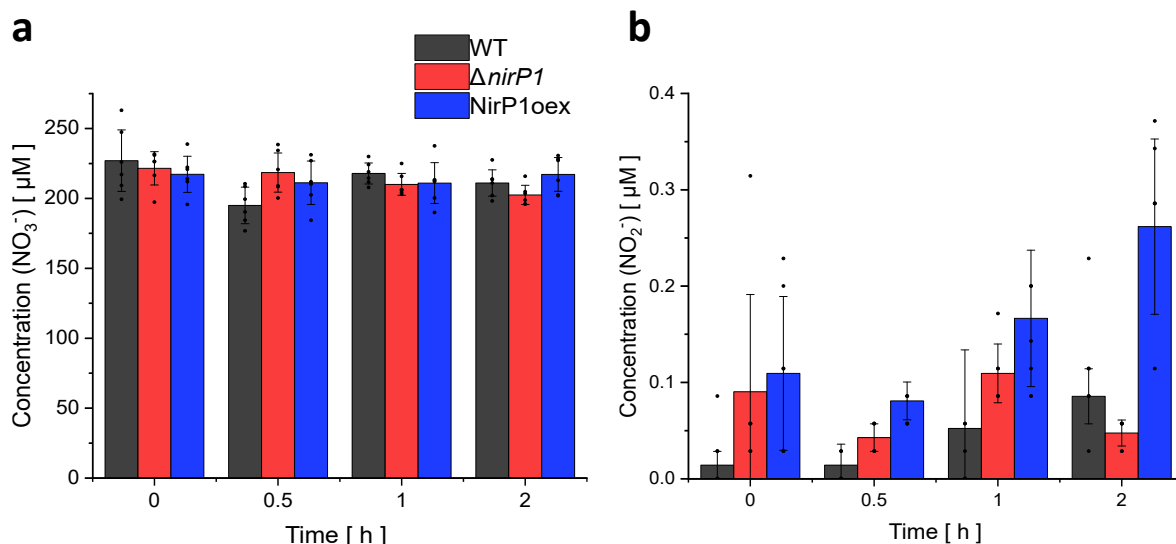 a
WT
ΔnirP1
NirP1oex
Concentration (NO₃⁻) [ µM ]
250
200
150
100
50
0
0 0.5 1 2
Time [ h ]
b
Concentration (NO₂⁻) [ µM ]
0.4
0.3
0.2
0.1
0.0
0 0.5 1 2
Time [ h ]